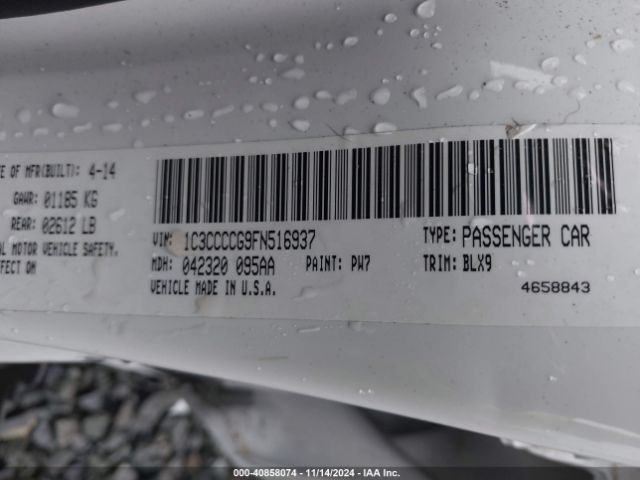 E OF MFR(BUILT): 4-14
GAWR: 01185 KG
REAR: 02612 LB
AL MOTOR VEHICLE SAFETY.
FFECT ON
VIN: 1C3CCCCG9FN516937 TYPE: PASSENGER CAR
MDH: 042320 095AA PAINT: PW7 TRIM: BLX9
VEHICLE MADE IN U.S.A. 4658843
000-40858074 | 11/14/2024 - IAA Inc.